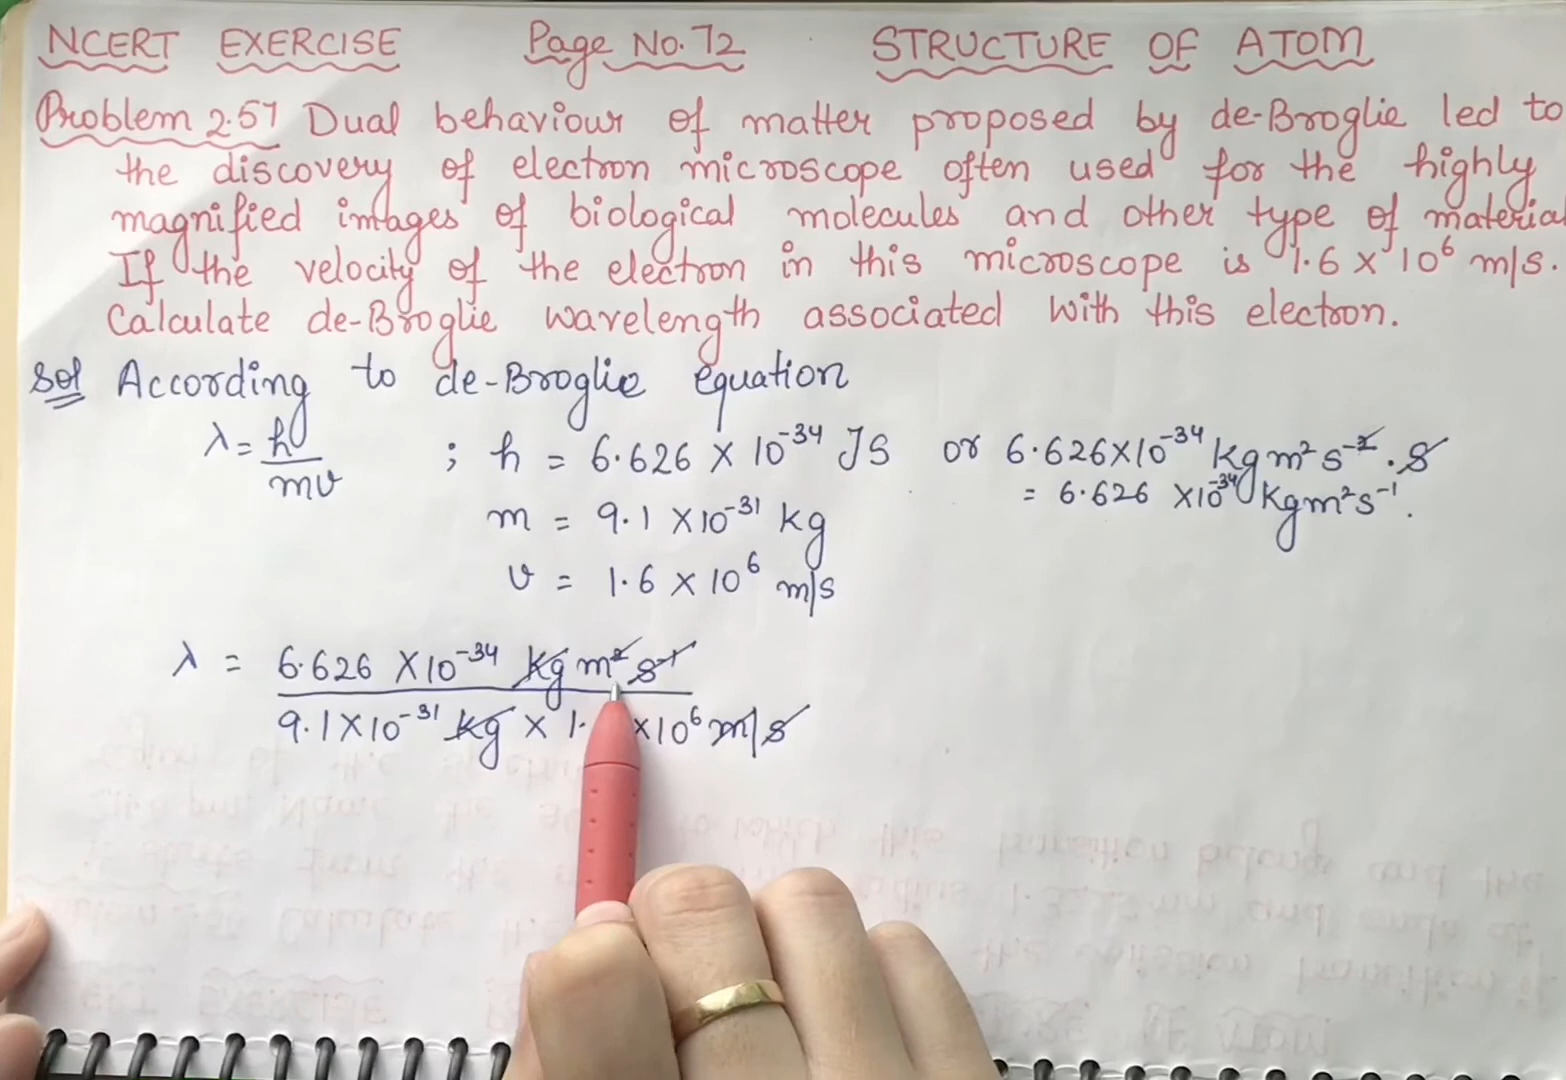 NCERT EXERCISE Page No. 72 STRUCTURE OF ATOM
Problem 2.57 Dual behaviour of matter proposed by de-Broglie led to
the discovery of electron microscope often used for the highly
magnified images of biological molecules and other type of material
If the velocity of the electron in this microscope is 1.6 × 10⁶ m/s.
Calculate de-Broglie wavelength associated with this electron.
Sol According to de-Broglie equation
λ = h/mv ; h = 6.626 × 10⁻³⁴ JS or 6.626×10⁻³⁴ kg m² s⁻² . s
= 6.626 ×10⁻³⁴ Kgm²s⁻¹.
m = 9.1 ×10⁻³¹ kg
v = 1.6 × 10⁶ m/s
λ = 6.626 ×10⁻³⁴ kg m² s⁻¹
9.1×10⁻³¹ kg × 1. ×10⁶ m/s